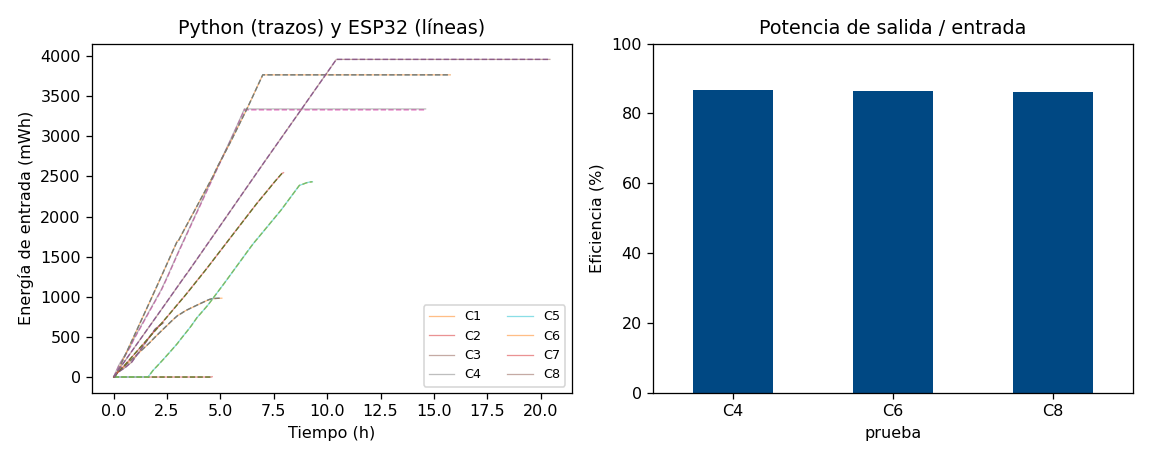 Python (trazos) y ESP32 (líneas)
Energía de entrada (mWh)
4000
3500
3000
2500
2000
1500
1000
500
0
0.0 2.5 5.0 7.5 10.0 12.5 15.0 17.5 20.0
Tiempo (h)
C1 C5
C2 C6
C3 C7
C4 C8
Potencia de salida / entrada
Eficiencia (%)
100
80
60
40
20
0
C4 C6 C8
prueba